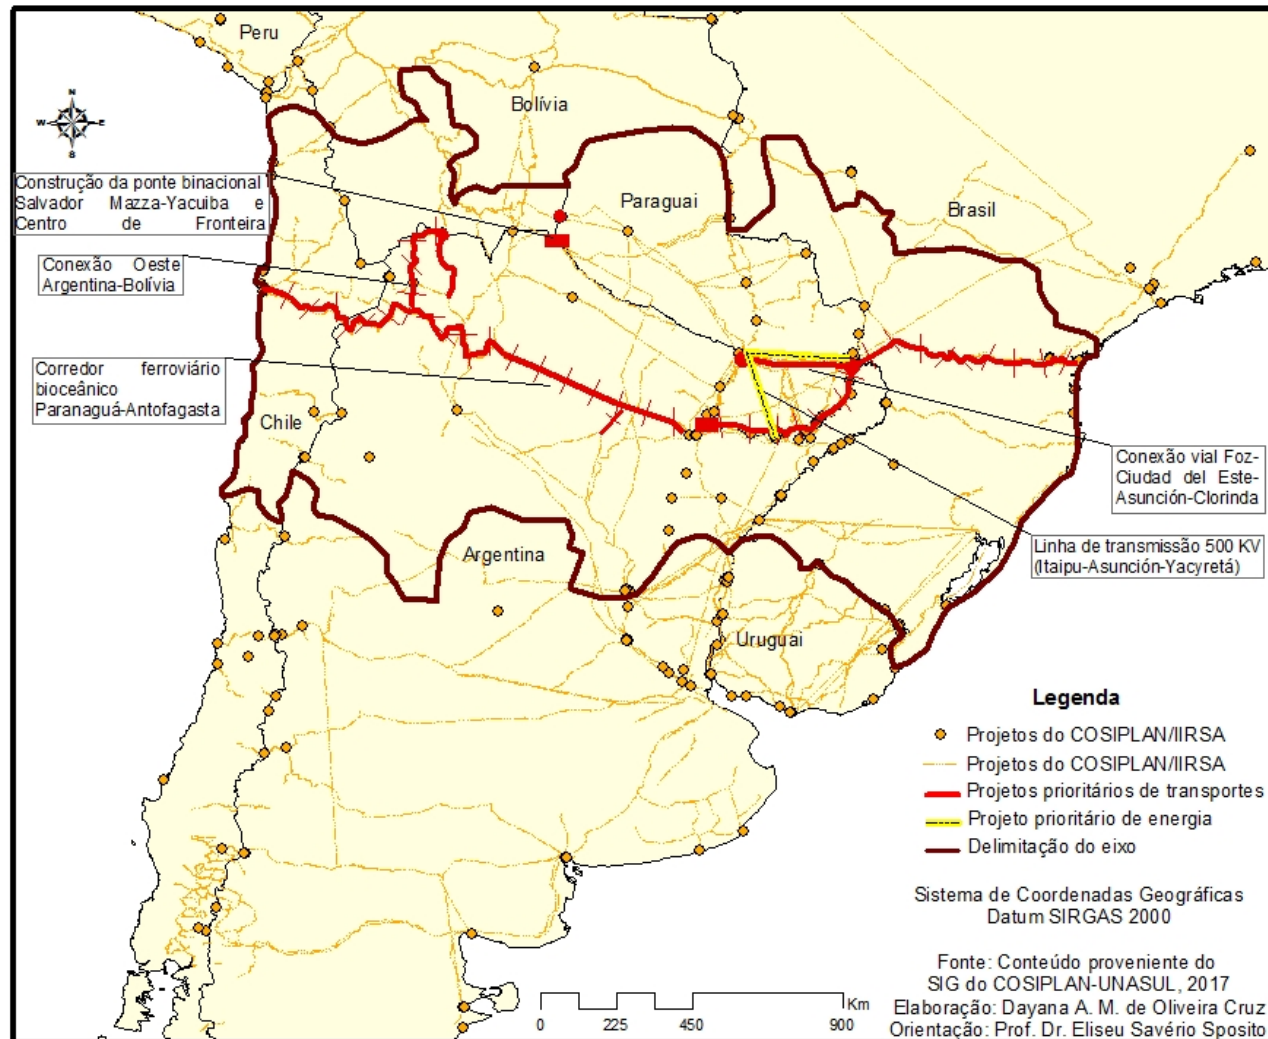 Peru
Bolívia
Construção da ponte binacional
Salvador Mazza-Yacuiba e
Centro de Fronteira
Paraguai
Brasil
Conexão Oeste
Argentina-Bolívia
Corredor ferroviário
bioceânico
Paranaguá-Antofagasta
Chile
Conexão vial Foz-
Ciudad del Este-
Asunción-Clorinda
Argentina
Linha de transmissão 500 KV
(Itaipu-Asunción-Yacyretá)
Uruguai
N
W E
S
Legenda
Projetos do COSIPLAN/IIRSA
Projetos do COSIPLAN/IIRSA
Projetos prioritários de transportes
Projeto prioritário de energia
Delimitação do eixo
Sistema de Coordenadas Geográficas
Datum SIRGAS 2000
Fonte: Conteúdo proveniente do
SIG do COSIPLAN-UNASUL, 2017
Elaboração: Dayana A. M. de Oliveira Cruz
Orientação: Prof. Dr. Eliseu Savério Sposito
Km
0 225 450 900